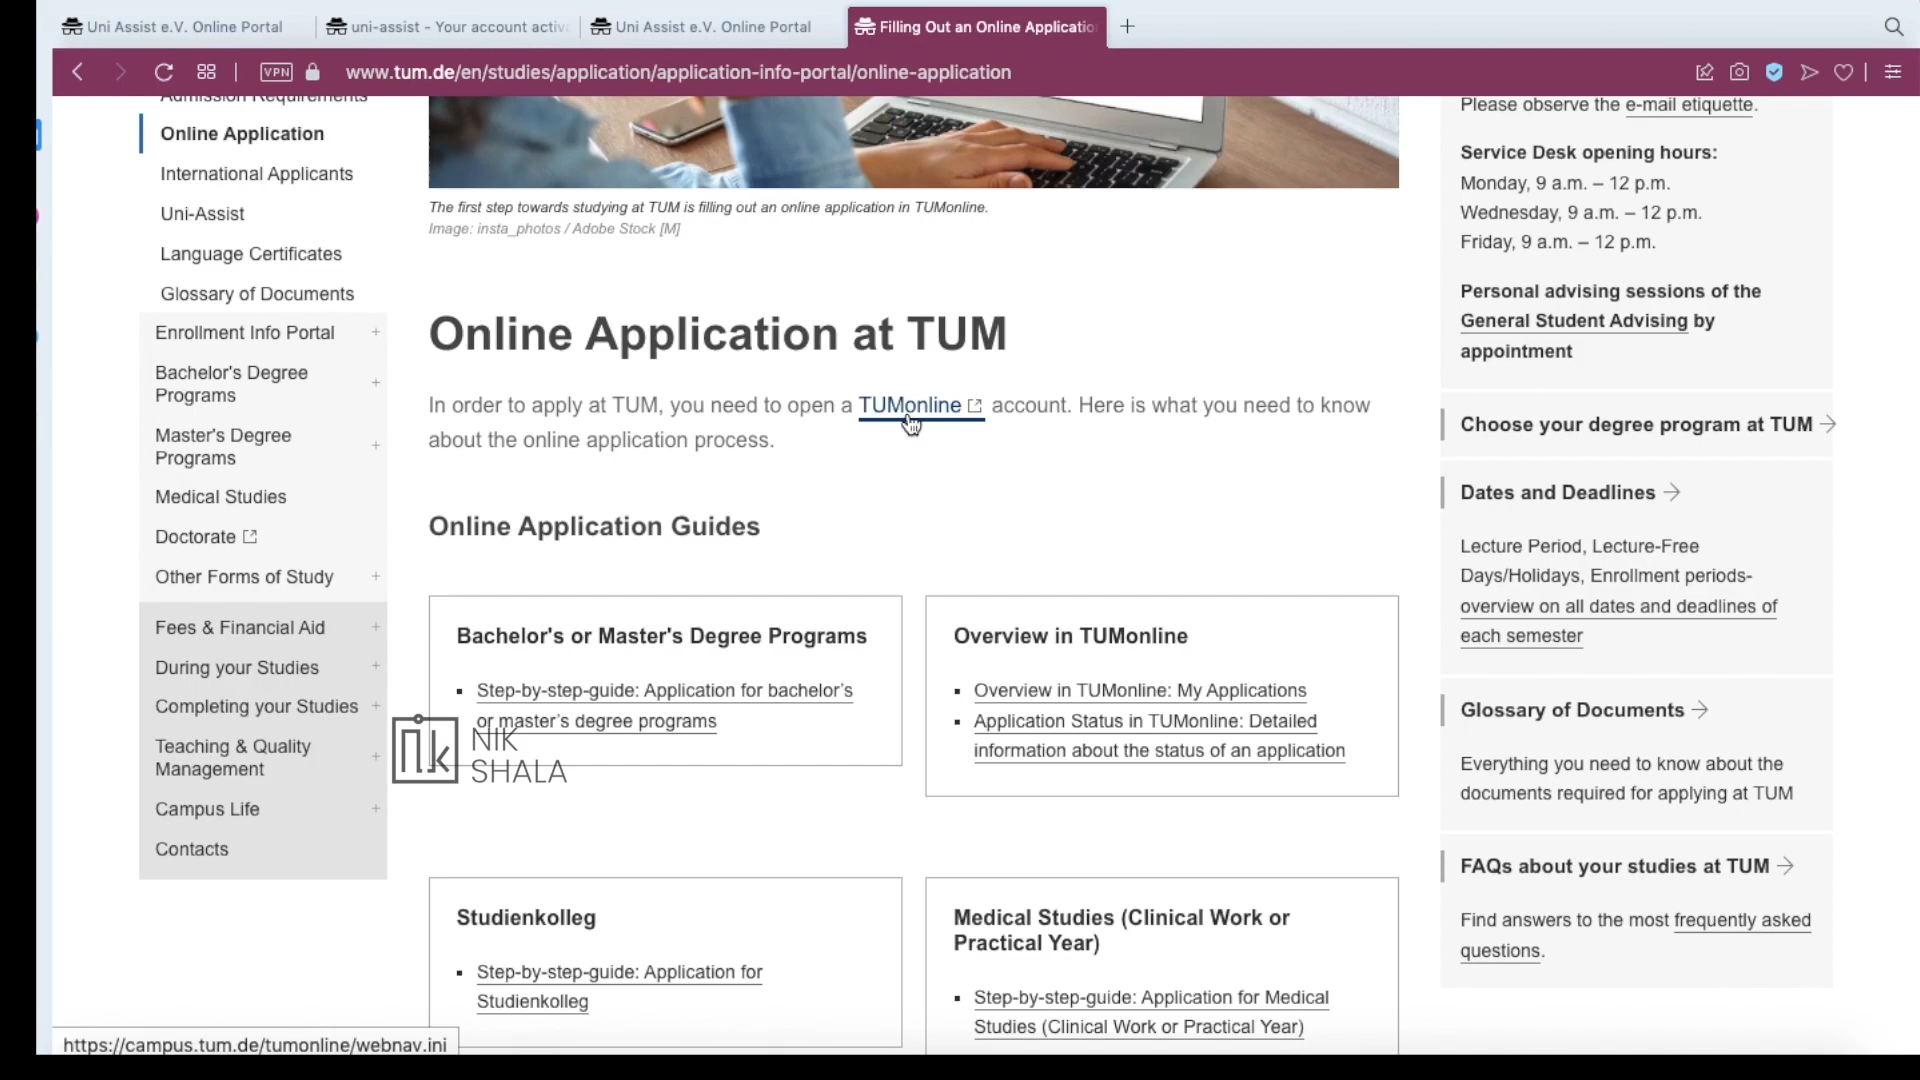 Uni Assist e.V. Online Portal
uni-assist - Your account activ
Uni Assist e.V. Online Portal
Filling Out an Online Applicatio
VPN
www.tum.de/en/studies/application/application-info-portal/online-application
Admission Requirements
Online Application
International Applicants
Uni-Assist
Language Certificates
Glossary of Documents
Enrollment Info Portal
Bachelor's Degree
Programs
Master's Degree
Programs
Medical Studies
Doctorate
Other Forms of Study
Fees & Financial Aid
During your Studies
Completing your Studies
Teaching & Quality
Management
Campus Life
Contacts
The first step towards studying at TUM is filling out an online application in TUMonline.
Image: insta_photos / Adobe Stock [M]
Online Application at TUM
In order to apply at TUM, you need to open a TUMonline account. Here is what you need to know
about the online application process.
Online Application Guides
Bachelor's or Master's Degree Programs
Step-by-step-guide: Application for bachelor’s
or master’s degree programs
nk NIK
SHALA
Overview in TUMonline
Overview in TUMonline: My Applications
Application Status in TUMonline: Detailed
information about the status of an application
Studienkolleg
Step-by-step-guide: Application for
Studienkolleg
Medical Studies (Clinical Work or
Practical Year)
Step-by-step-guide: Application for Medical
Studies (Clinical Work or Practical Year)
Please observe the e-mail etiquette.
Service Desk opening hours:
Monday, 9 a.m. – 12 p.m.
Wednesday, 9 a.m. – 12 p.m.
Friday, 9 a.m. – 12 p.m.
Personal advising sessions of the
General Student Advising by
appointment
Choose your degree program at TUM
Dates and Deadlines
Lecture Period, Lecture-Free
Days/Holidays, Enrollment periods-
overview on all dates and deadlines of
each semester
Glossary of Documents
Everything you need to know about the
documents required for applying at TUM
FAQs about your studies at TUM
Find answers to the most frequently asked
questions.
https://campus.tum.de/tumonline/webnav.ini